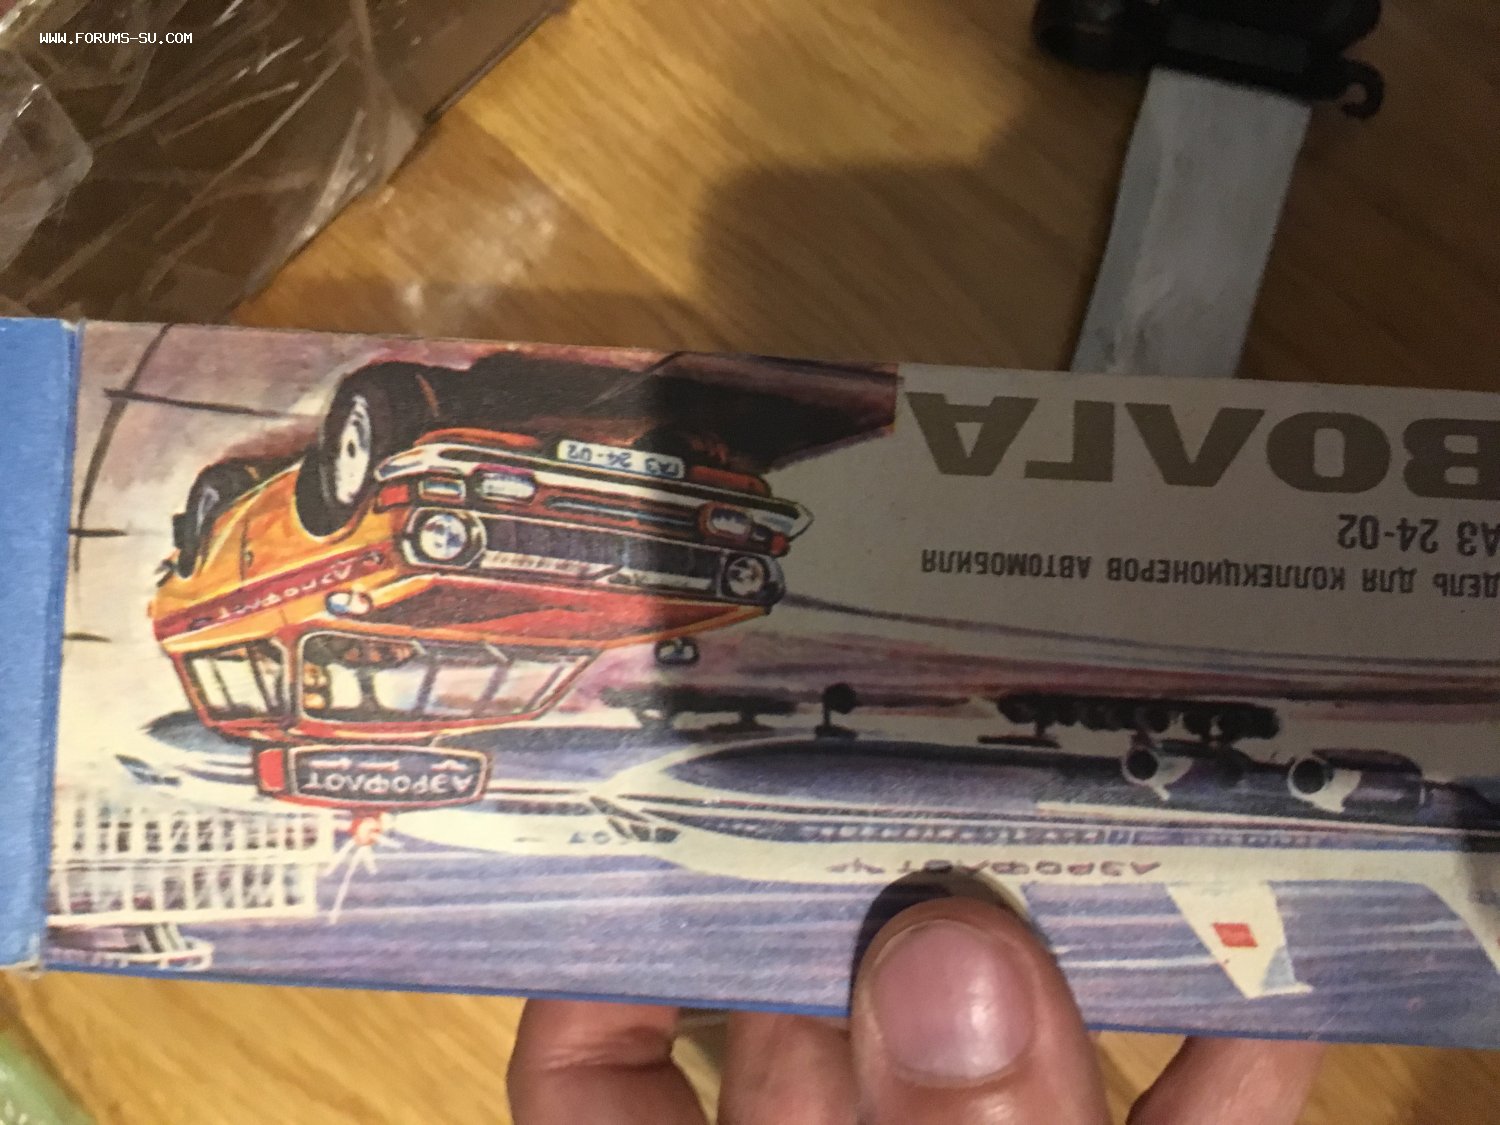 WWW.FORUMS-SU.COM
ВОЛГА
АЗ 24-02
ДЕЛЬ ДЛЯ КОЛЛЕКЦИОНЕРОВ АВТОМОБИЛЯ
ГАЗ 24-02
АЭРОФЛОТ
АЭРОФЛОТ
АЭРОФЛОТ